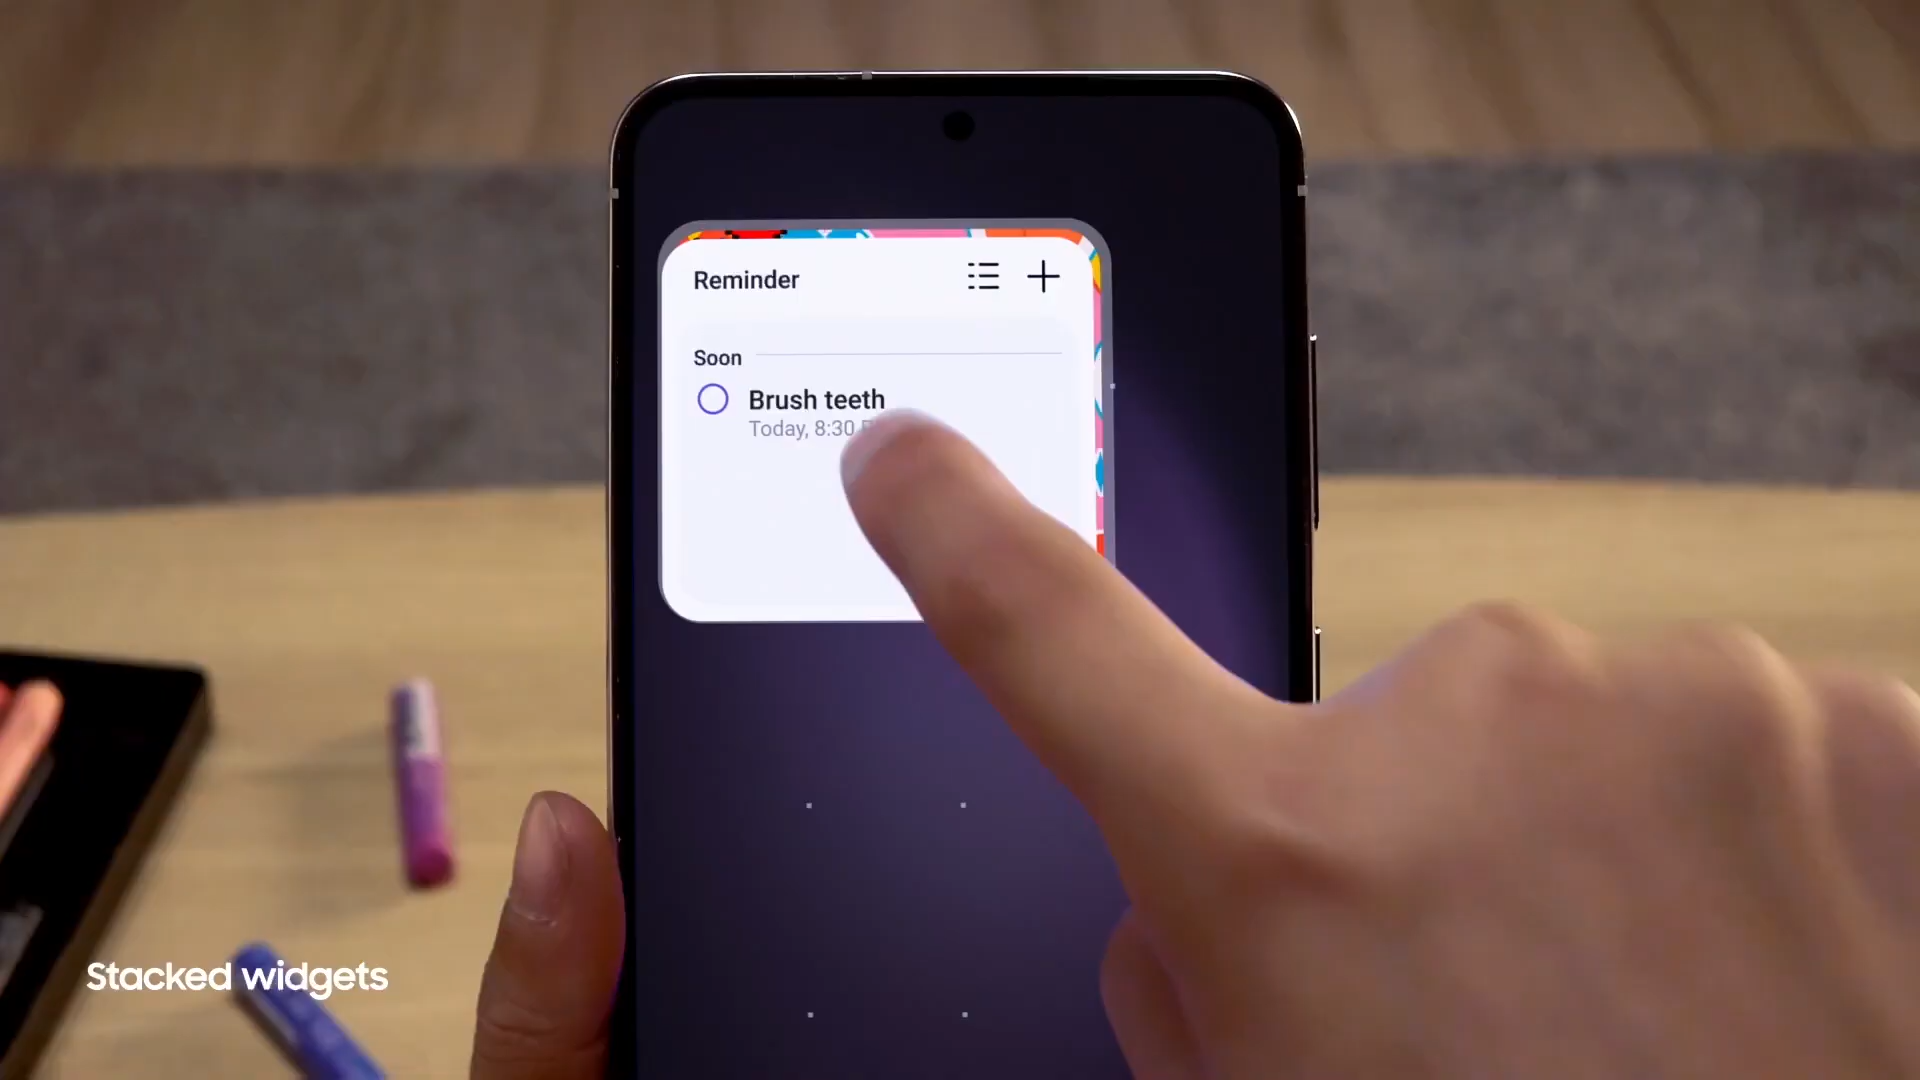 Reminder
Soon
Brush teeth
Today, 8:30
Stacked widgets